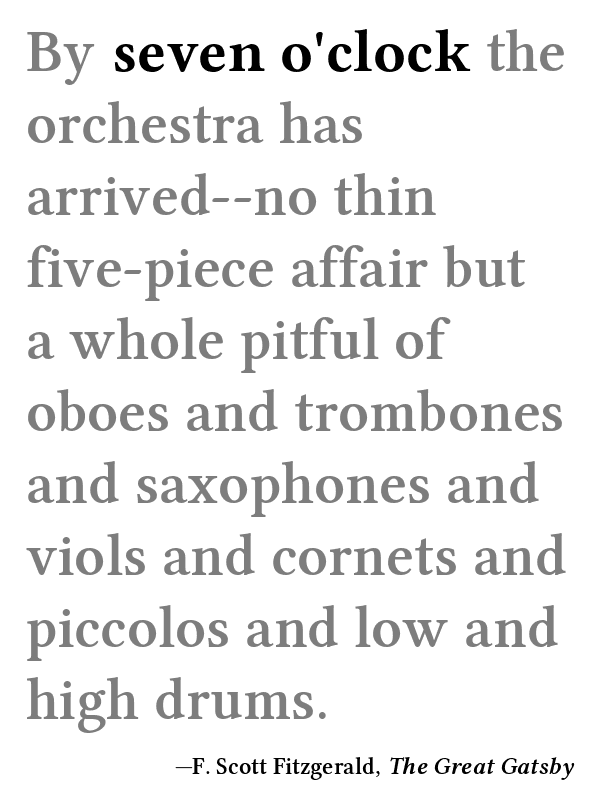 By seven o'clock the
orchestra has
arrived--no thin
five-piece affair but
a whole pitful of
oboes and trombones
and saxophones and
viols and cornets and
piccolos and low and
high drums.
—F. Scott Fitzgerald, The Great Gatsby